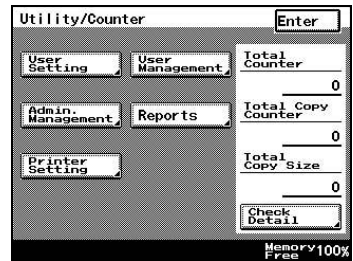 Utility/Counter
Enter
User
Setting
User
Management
Total
Counter
0
Admin.
Management
Reports
Total Copy
Counter
0
Printer
Setting
Total
Copy Size
0
Check
Detail
Memory
Free 100%